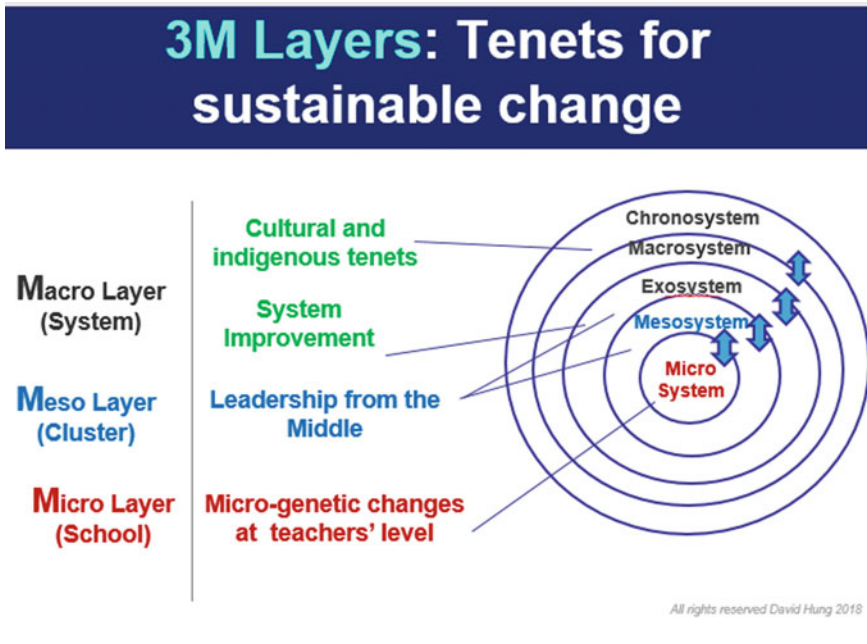 3M Layers: Tenets for
sustainable change
Macro Layer
(System)
Meso Layer
(Cluster)
Micro Layer
(School)
Cultural and
indigenous tenets
System
Improvement
Leadership from the
Middle
Micro-genetic changes
at teachers' level
Chronosystem
Macrosystem
Exosystem
Mesosystem
Micro
System
All rights reserved David Hung 2018